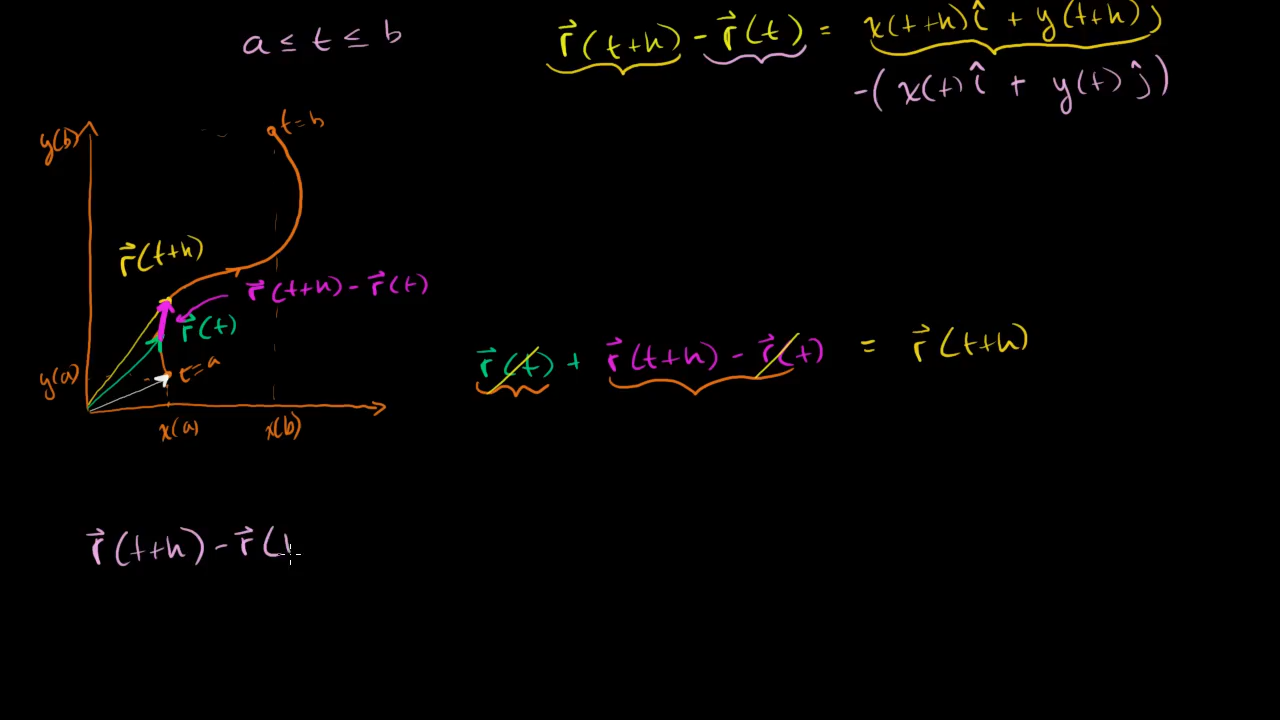 a ≤ t ≤ b
r⃗(t+h) - r⃗(t) = x(t+h)î + y(t+h)ĵ
-(x(t)î + y(t)ĵ)
y(b)
t=b
r⃗(t+h)
r⃗(t+h) - r⃗(t)
r⃗(t)
y(a)
t=a
x(a)
x(b)
r⃗(t) + r⃗(t+h) - r⃗(t) = r⃗(t+h)
r⃗(t+h) - r⃗(